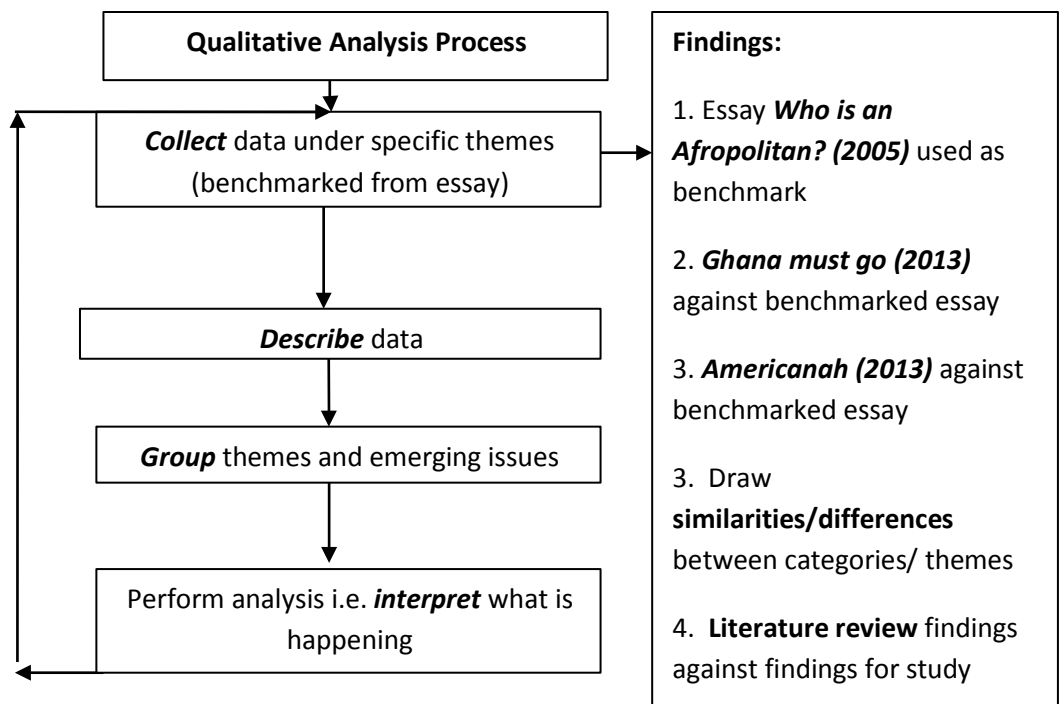 Qualitative Analysis Process
Collect data under specific themes
(benchmarked from essay)
Describe data
Group themes and emerging issues
Perform analysis i.e. interpret what is
happening
Findings:
1. Essay Who is an
Afropolitan? (2005) used as
benchmark
2. Ghana must go (2013)
against benchmarked essay
3. Americanah (2013) against
benchmarked essay
3. Draw
similarities/differences
between categories/ themes
4. Literature review findings
against findings for study